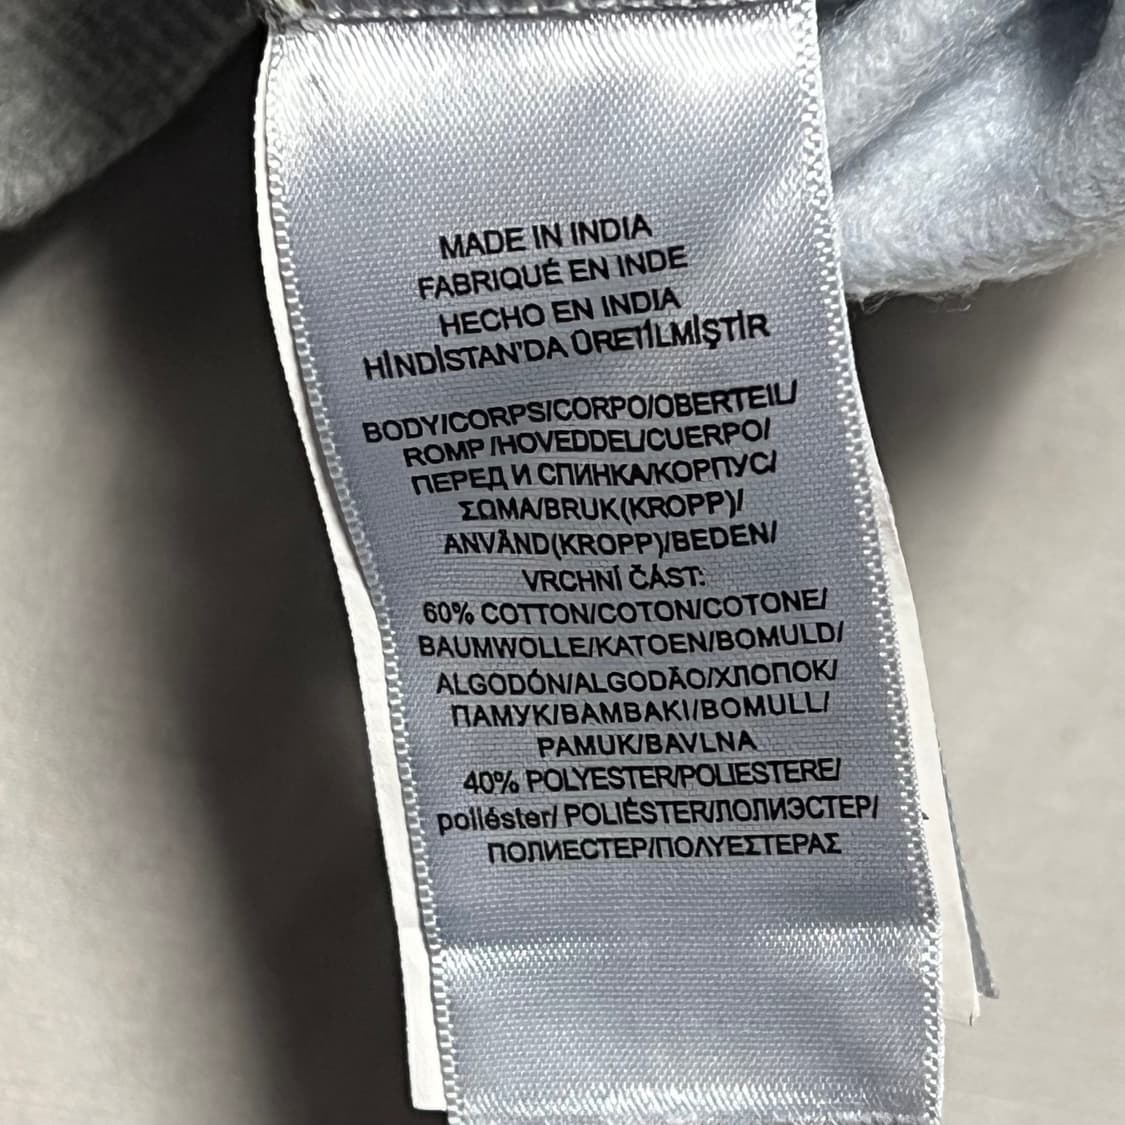 MADE IN INDIA
FABRIQUÉ EN INDE
HECHO EN INDIA
HİNDİSTAN'DA ÜRETİLMİŞTİR
BODY/CORPS/CORPO/OBERTEIL/
ROMP /HOVEDDEL/CUERPO/
ПЕРЕД И СПИНКА/КОРПУС/
ΣΩΜΑ/BRUK(KROPP)/
ANVÄND(KROPP)/BEDEN/
VRCHNÍ ČÁST:
60% COTTON/COTON/COTONE/
BAUMWOLLE/KATOEN/BOMULD/
ALGODÓN/ALGODÃO/ХЛОПОК/
ПАМУК/ΒΑΜΒΑΚΙ/BOMULL/
PAMUK/BAVLNA
40% POLYESTER/POLIESTERE/
poliéster/ POLIÉSTER/ПОЛИЭСТЕР/
ПОЛИЕСТЕР/ΠΟΛΥΕΣΤΕΡΑΣ